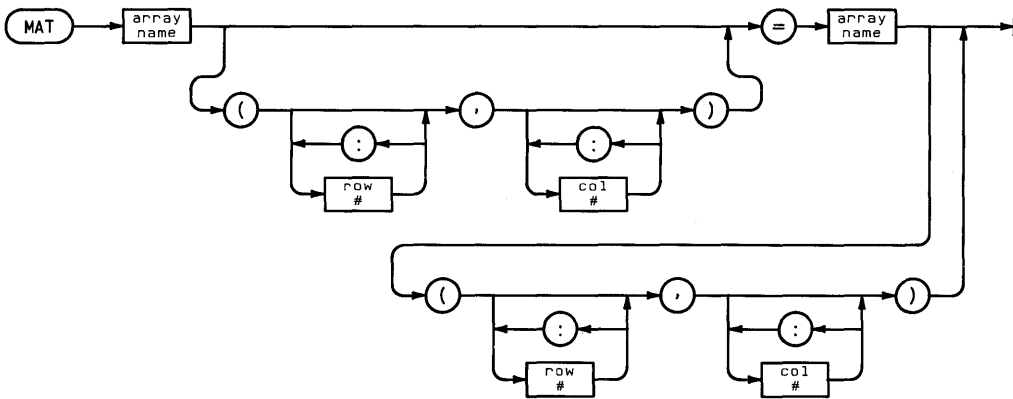 MAT array name = array name
( : row # , : col # )
( : row # , : col # )